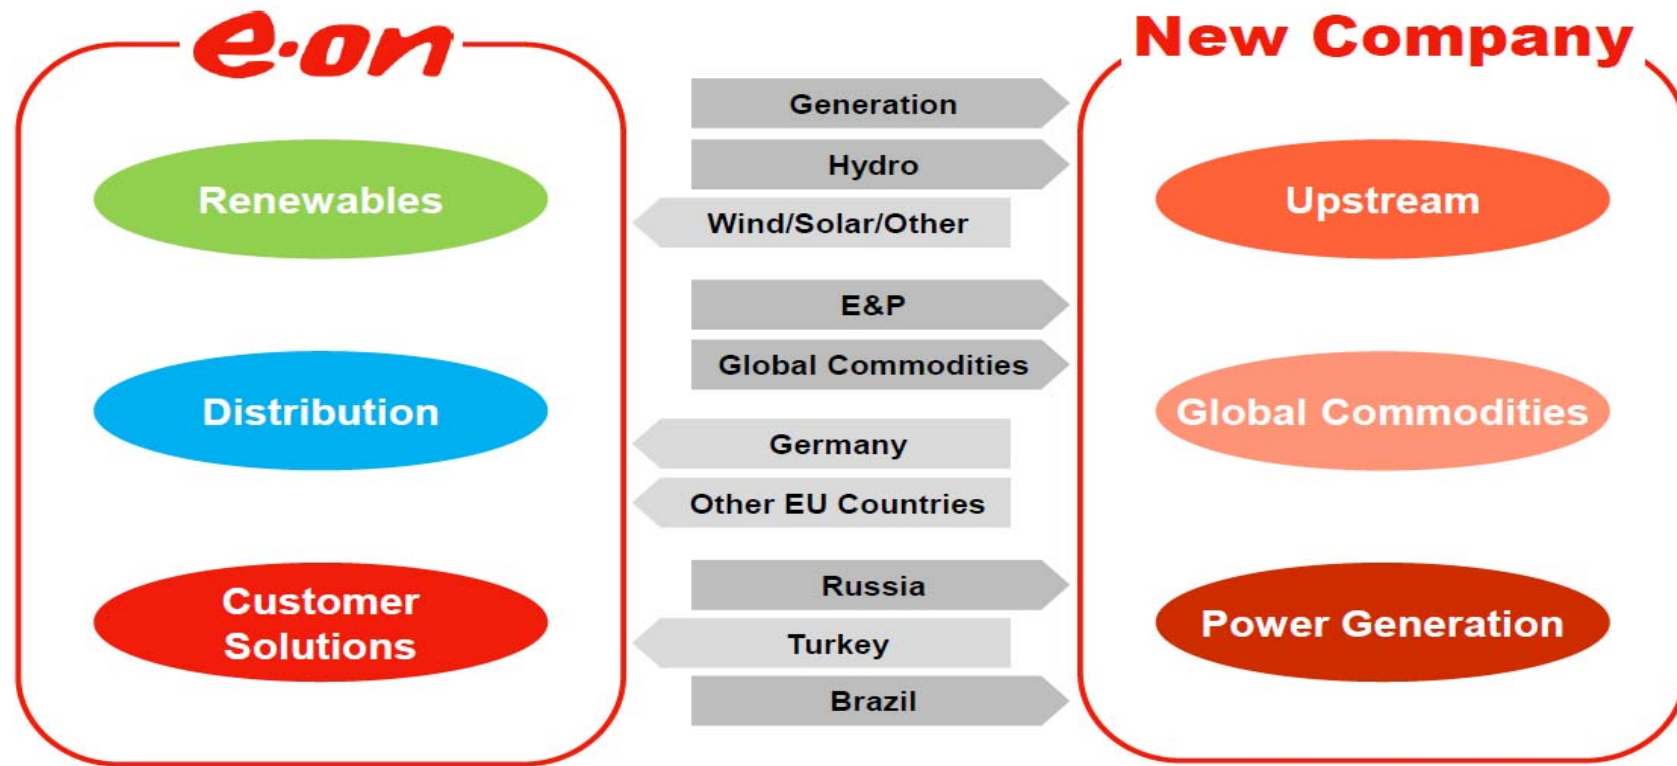 e·on
Renewables
Distribution
Customer
Solutions
Generation
Hydro
Wind/Solar/Other
E&P
Global Commodities
Germany
Other EU Countries
Russia
Turkey
Brazil
New Company
Upstream
Global Commodities
Power Generation